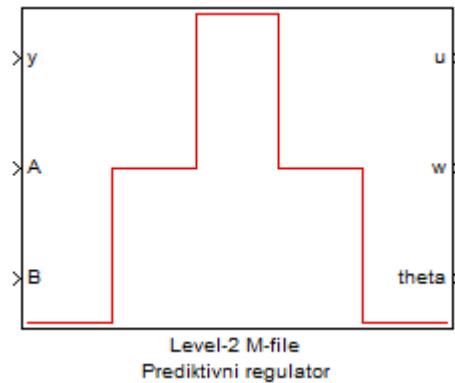 y u
A w
B theta
Level-2 M-file
Prediktivni regulator